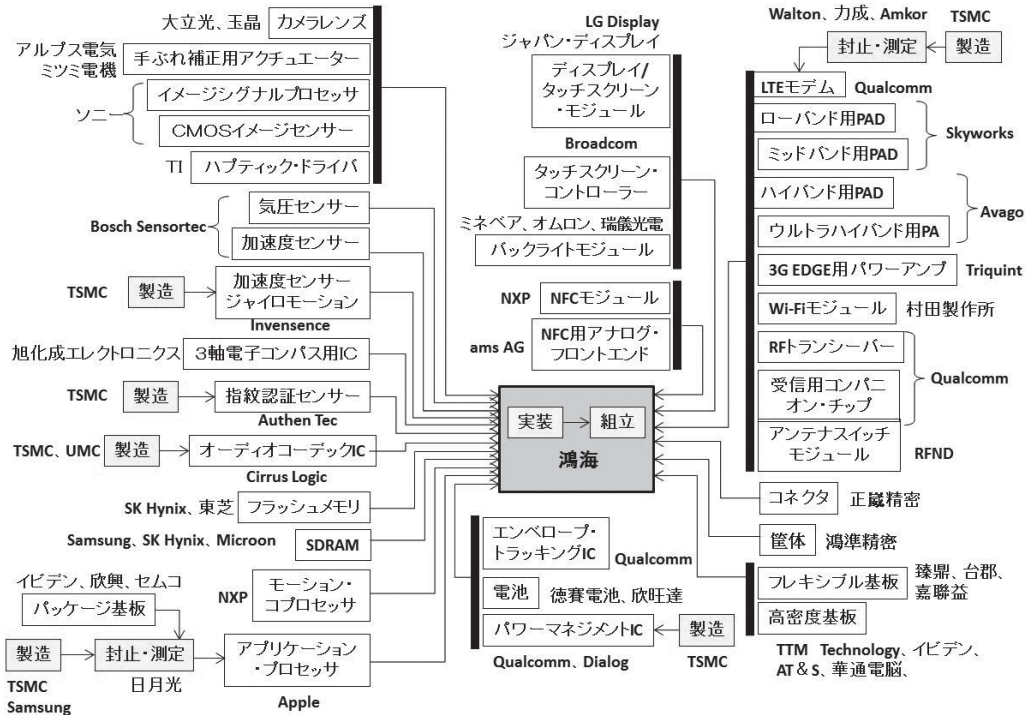 大立光、玉晶
カメラレンズ
アルプス電気
ミツミ電機
手ぶれ補正用アクチュエーター
ソニー
イメージシグナルプロセッサ
CMOSイメージセンサー
TI
ハプティック・ドライバ
Bosch Sensortec
気圧センサー
加速度センサー
TSMC
製造
加速度センサー
ジャイロモーション
Invensence
旭化成エレクトロニクス
3軸電子コンパス用IC
TSMC
製造
指紋認証センサー
Authen Tec
TSMC、UMC
製造
オーディオコーデックIC
Cirrus Logic
SK Hynix、東芝
フラッシュメモリ
Samsung、SK Hynix、Microon
SDRAM
NXP
モーション・
コプロセッサ
イビデン、欣興、セムコ
パッケージ基板
製造
封止・測定
アプリケーション
・プロセッサ
TSMC
Samsung
日月光
Apple
LG Display
ジャパン・ディスプレイ
ディスプレイ/
タッチスクリーン
・モジュール
Broadcom
タッチスクリーン・
コントローラー
ミネベア、オムロン、瑞儀光電
バックライトモジュール
NXP
NFCモジュール
ams AG
NFC用アナログ・
フロントエンド
実装
組立
鴻海
エンベロープ・
トラッキングIC
Qualcomm
電池
徳賽電池、欣旺達
パワーマネジメントIC
製造
Qualcomm、Dialog
TSMC
Walton、力成、Amkor
TSMC
封止・測定
製造
LTEモデム
Qualcomm
ローバンド用PAD
ミッドバンド用PAD
Skyworks
ハイバンド用PAD
ウルトラハイバンド用PA
Avago
3G EDGE用パワーアンプ
Triquint
Wi-Fiモジュール
村田製作所
RFトランシーバー
受信用コンパニ
オン・チップ
Qualcomm
アンテナスイッチ
モジュール
RFND
コネクタ
正崴精密
筐体
鴻準精密
フレキシブル基板
臻鼎、台郡、
嘉聯益
高密度基板
TTM Technology、イビデン、
AT＆S、華通電脳、